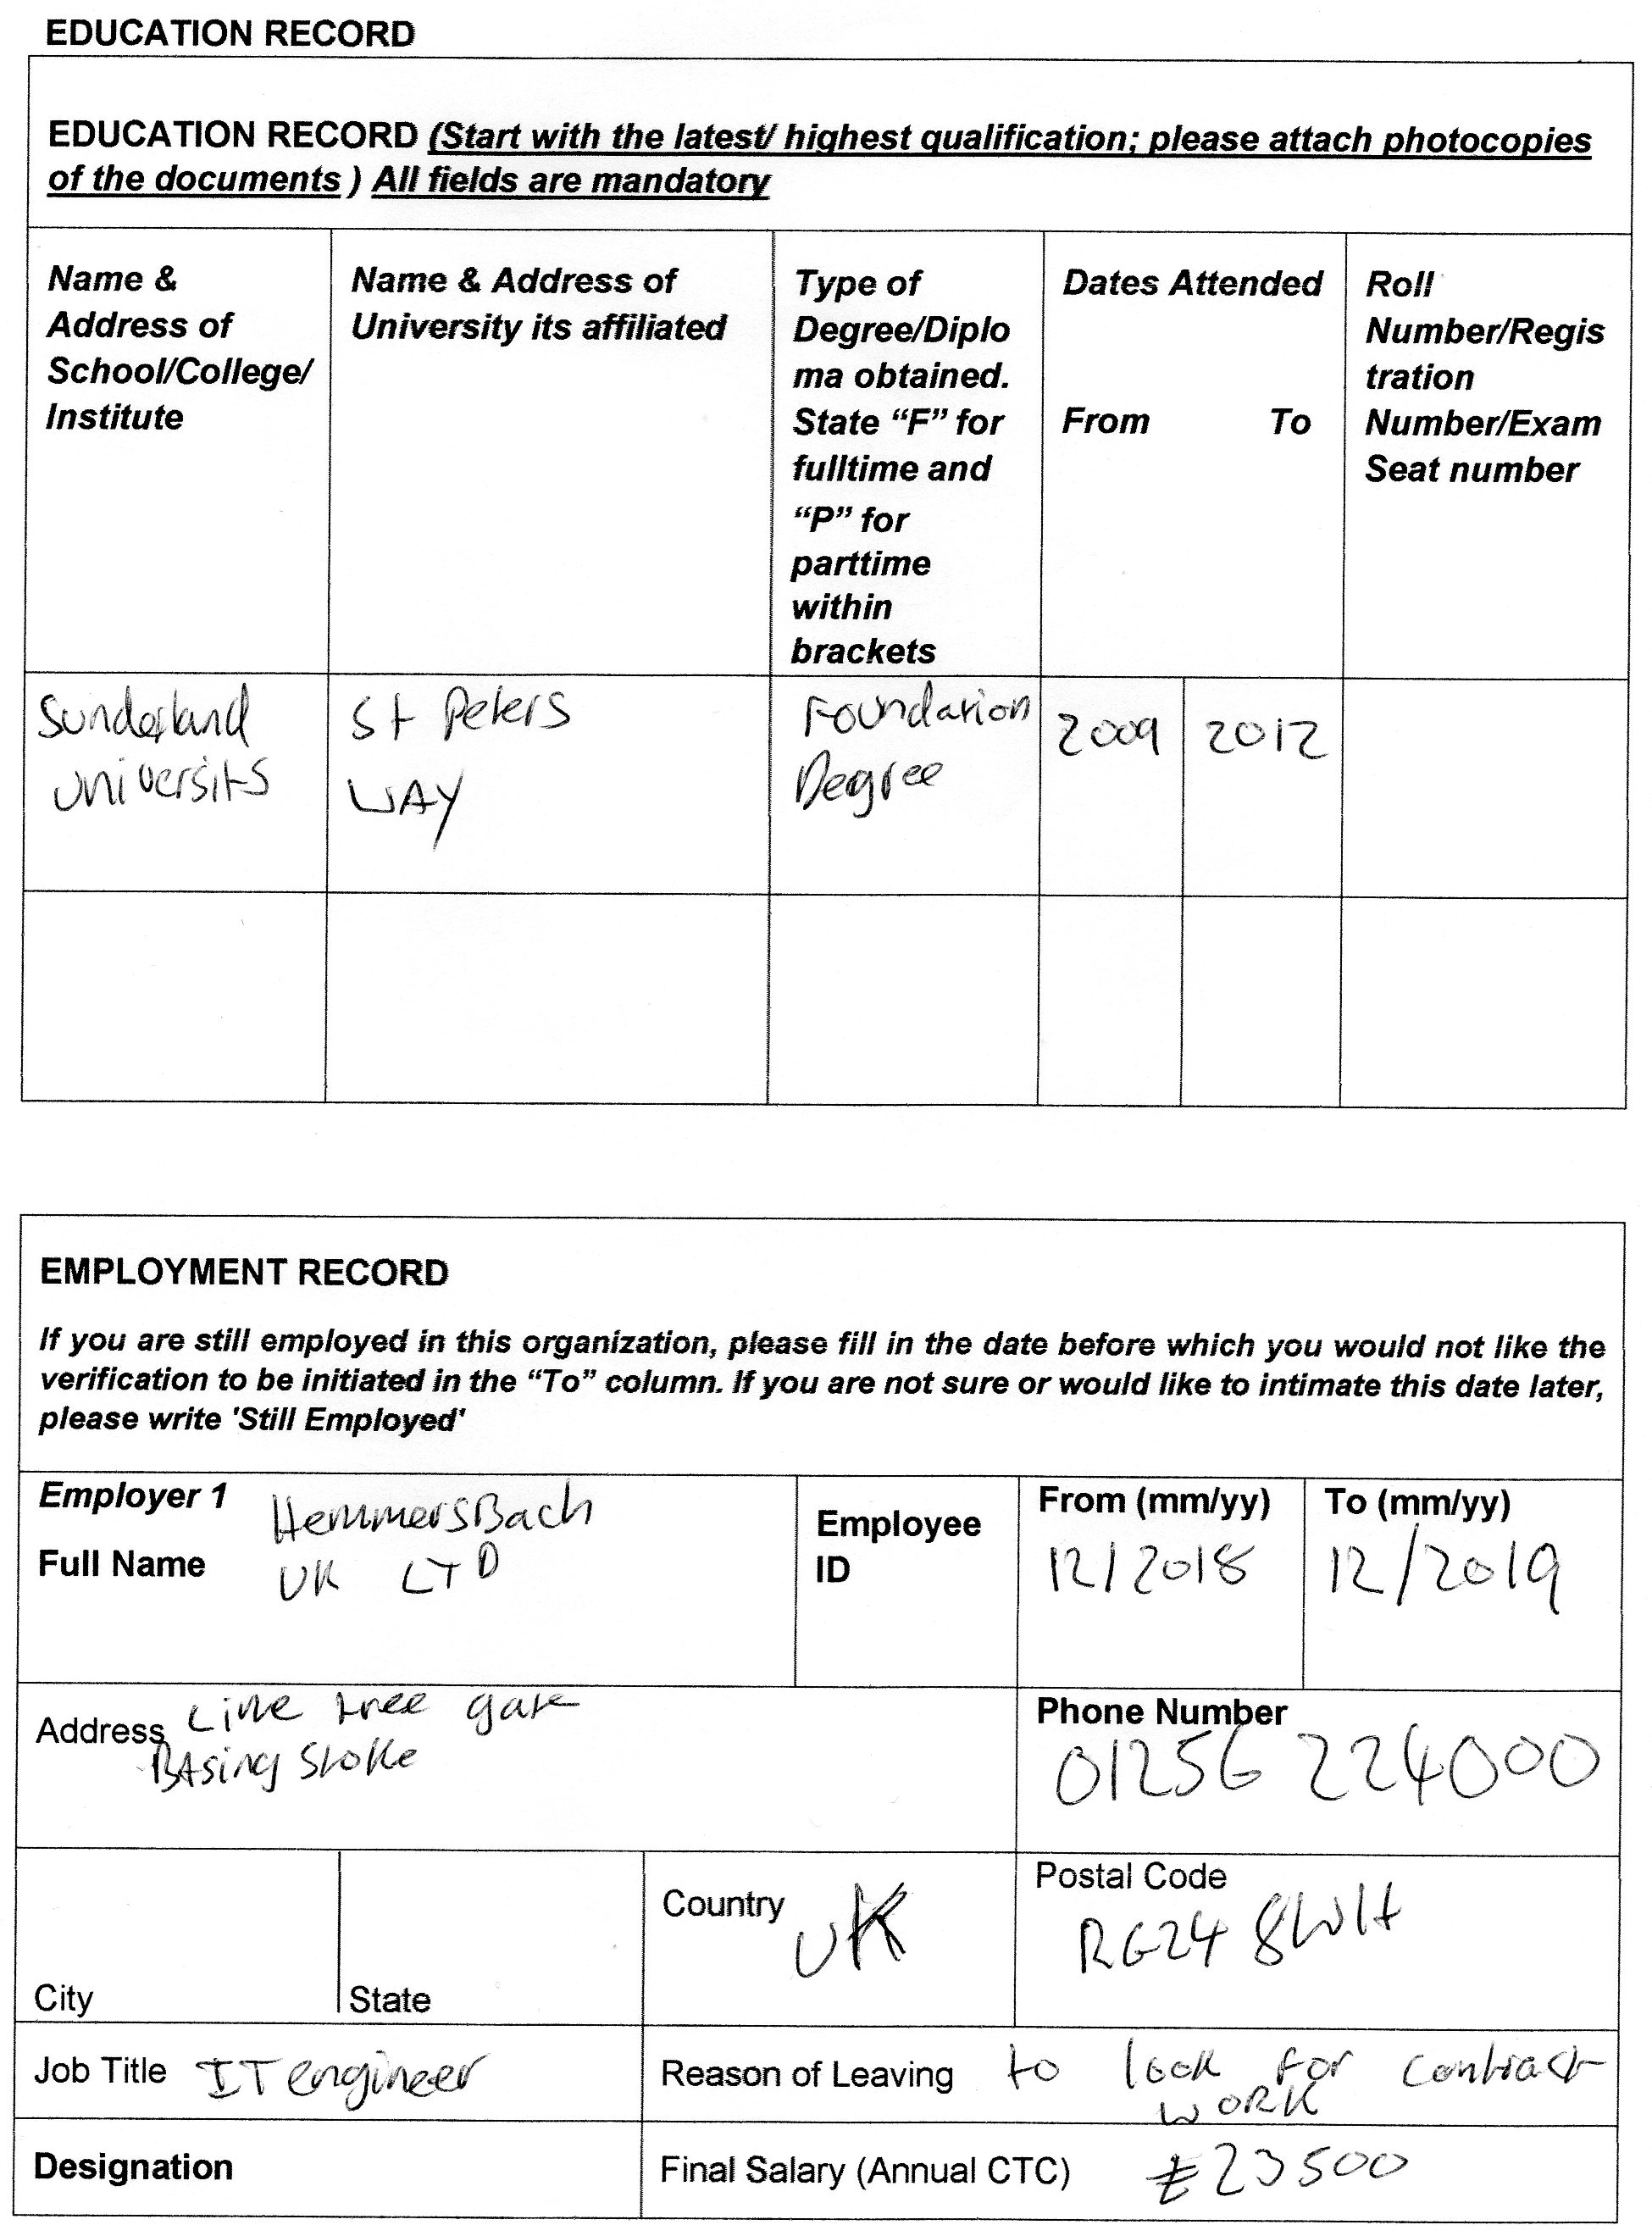 EDUCATION RECORD
EDUCATION RECORD (Start with the latest/ highest qualification; please attach photocopies
of the documents ) All fields are mandatory
Name &
Address of
School/College/
Institute
Name & Address of
University its affiliated
Type of
Degree/Diplo
ma obtained.
State “F” for
fulltime and
“P” for
parttime
within
brackets
Dates Attended
From To
Roll
Number/Regis
tration
Number/Exam
Seat number
Sunderland
University
St Peters
WAY
Foundation
Degree
2009
2012
EMPLOYMENT RECORD
If you are still employed in this organization, please fill in the date before which you would not like the
verification to be initiated in the “To” column. If you are not sure or would like to intimate this date later,
please write 'Still Employed'
Employer 1 HemmersBach
Full Name UK LTD
Employee
ID
From (mm/yy)
12/2018
To (mm/yy)
12/2019
Address Lime tree gate
BAsing Stoke
Phone Number
01256 224000
City
State
Country UK
Postal Code
RG24 8WH
Job Title IT engineer
Reason of Leaving to look for contract
WORK
Designation
Final Salary (Annual CTC) £23500